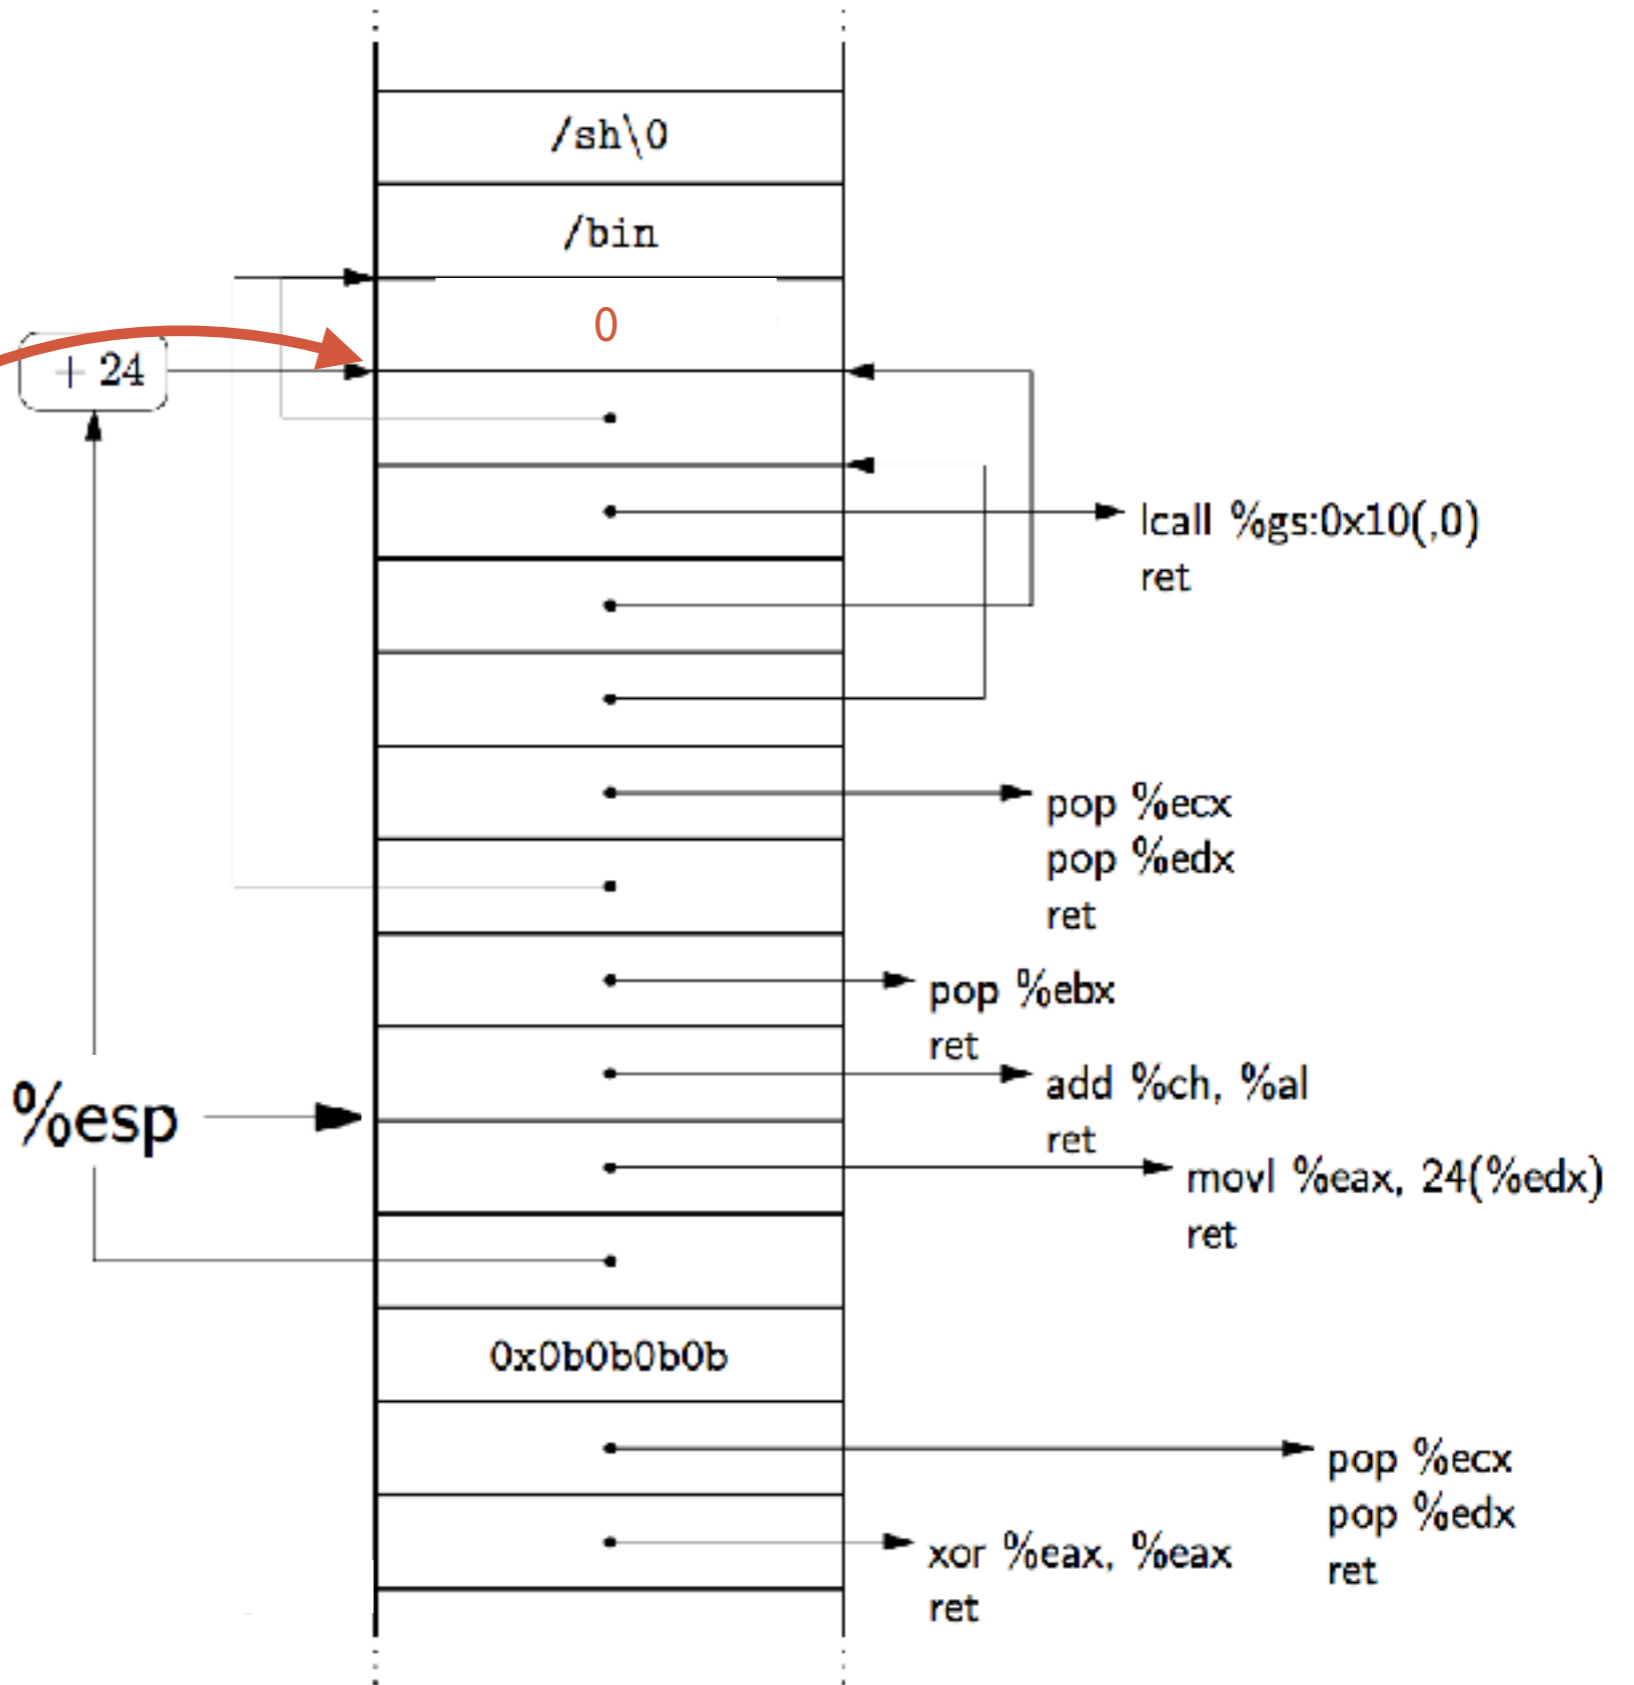 /sh\0
/bin
0
+ 24
lcall %gs:0x10(,0)
ret
pop %ecx
pop %edx
ret
pop %ebx
ret
add %ch, %al
ret
%esp
movl %eax, 24(%edx)
ret
0x0b0b0b0b
pop %ecx
pop %edx
ret
xor %eax, %eax
ret